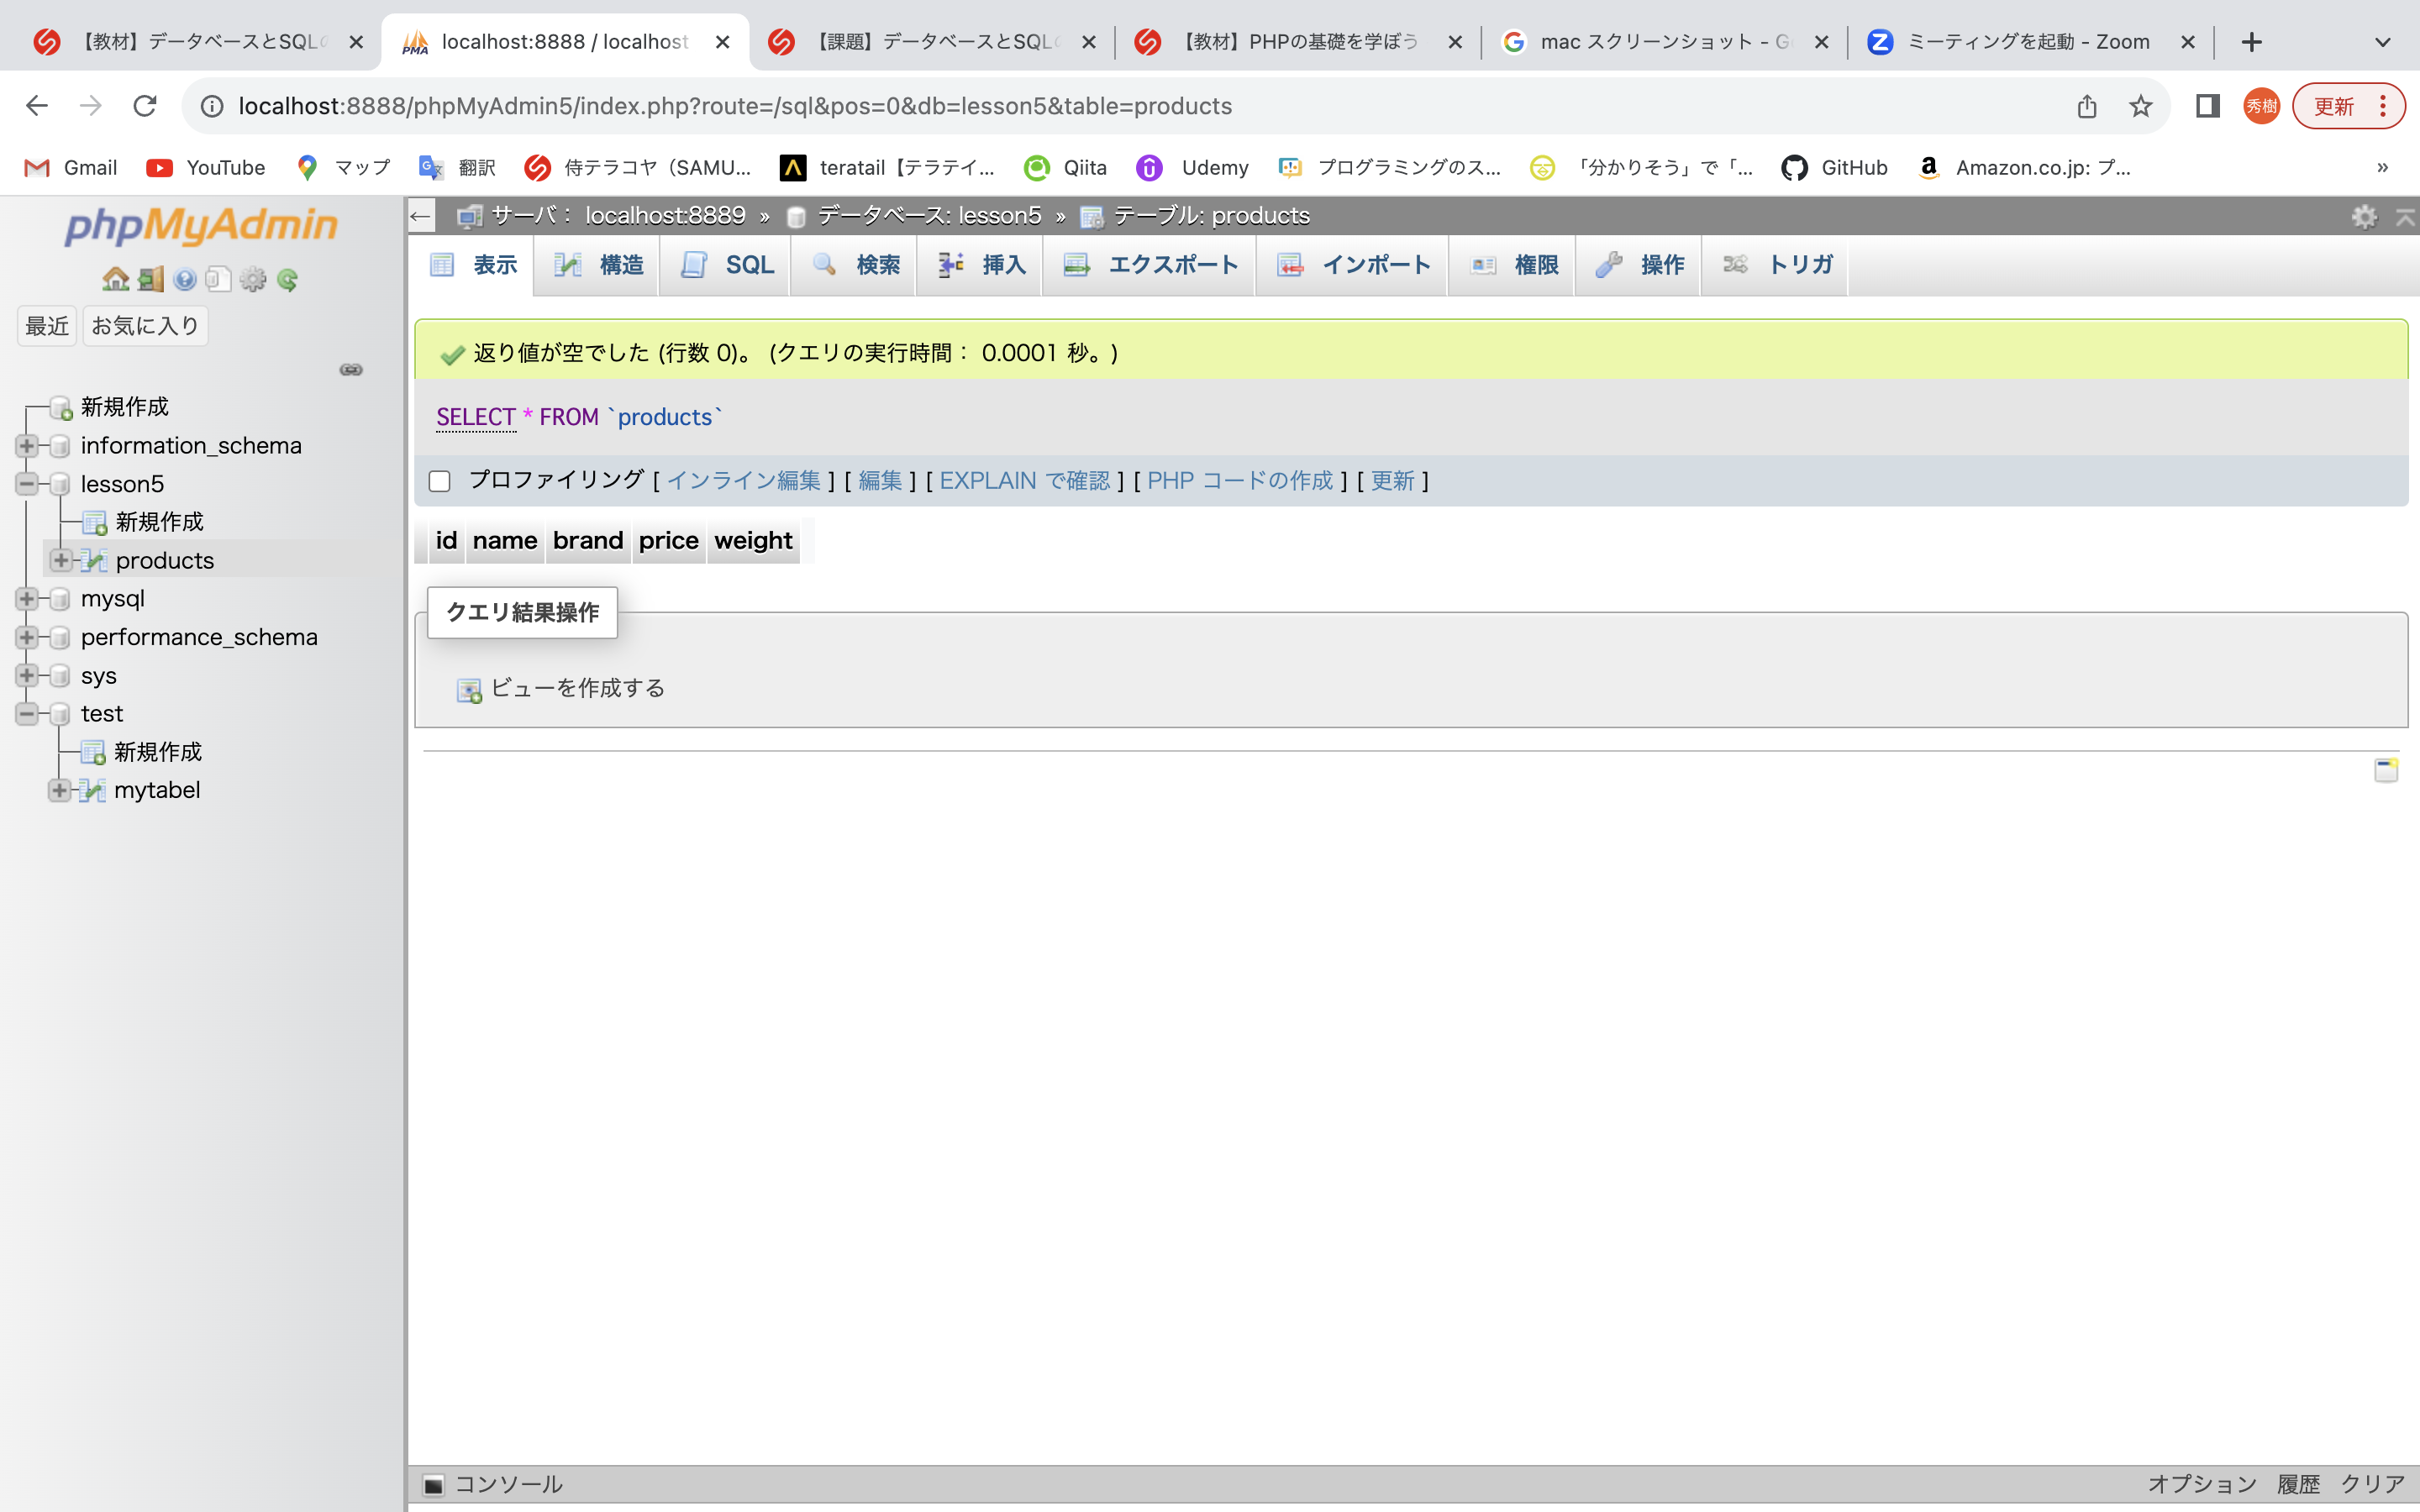 【教材】データベースとSQLの
localhost:8888 / localhost
【課題】データベースとSQLの
【教材】PHPの基礎を学ぼう
mac スクリーンショット - G
ミーティングを起動 - Zoom
localhost:8888/phpMyAdmin5/index.php?route=/sql&pos=0&db=lesson5&table=products
秀樹
更新
Gmail
YouTube
マップ
翻訳
侍テラコヤ（SAMU...
teratail【テラテイ...
Qiita
Udemy
プログラミングのス...
「分かりそう」で「...
GitHub
Amazon.co.jp: プ...
»
phpMyAdmin
最近
お気に入り
新規作成
information_schema
lesson5
新規作成
products
mysql
performance_schema
sys
test
新規作成
mytabel
サーバ： localhost:8889 » データベース: lesson5 » テーブル: products
表示
構造
SQL
検索
挿入
エクスポート
インポート
権限
操作
トリガ
返り値が空でした (行数 0)。 (クエリの実行時間： 0.0001 秒。)
SELECT * FROM `products`
プロファイリング [ インライン編集 ] [ 編集 ] [ EXPLAIN で確認 ] [ PHP コードの作成 ] [ 更新 ]
id name brand price weight
クエリ結果操作
ビューを作成する
コンソール
オプション 履歴 クリア